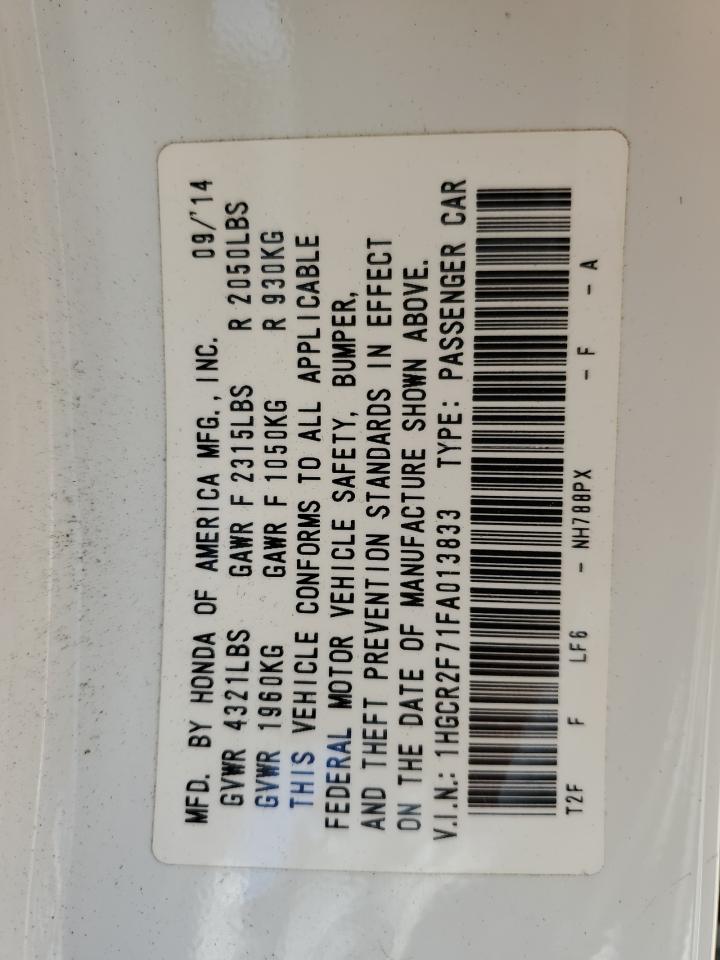 MFD. BY HONDA OF AMERICA MFG., INC. 09/'14
GVWR 4321LBS GAWR F 2315LBS R 2050LBS
GVWR 1960KG GAWR F 1050KG R 930KG
THIS VEHICLE CONFORMS TO ALL APPLICABLE
FEDERAL MOTOR VEHICLE SAFETY, BUMPER,
AND THEFT PREVENTION STANDARDS IN EFFECT
ON THE DATE OF MANUFACTURE SHOWN ABOVE.
V.I.N.: 1HGCR2F71FA013833 TYPE: PASSENGER CAR
T2F F LF6 - NH788PX - F - A